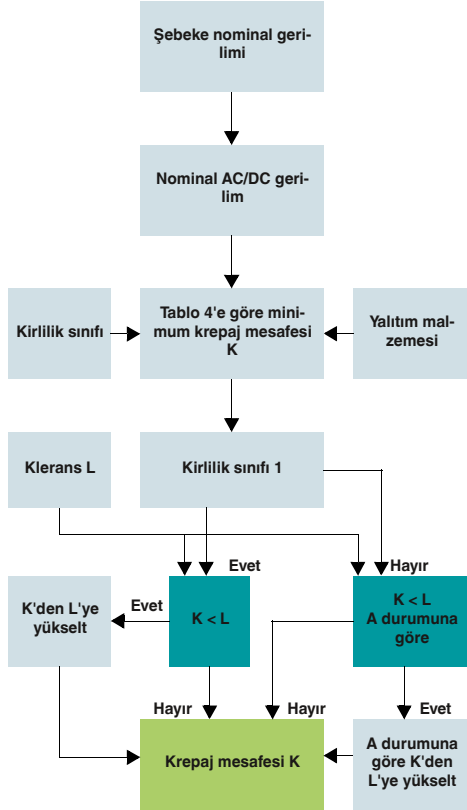 Şebeke nominal geri-
limi
Nominal AC/DC geri-
lim
Kirlilik sınıfı
Tablo 4'e göre mini-
mum krepaj mesafesi
K
Yalıtım mal-
zemesi
Klerans L
Kirlilik sınıfı 1
Evet
Hayır
K'den L'ye
yükselt
Evet
K < L
K < L
A durumuna
göre
Hayır
Hayır
Evet
Krepaj mesafesi K
A durumuna
göre K'den
L'ye yükselt